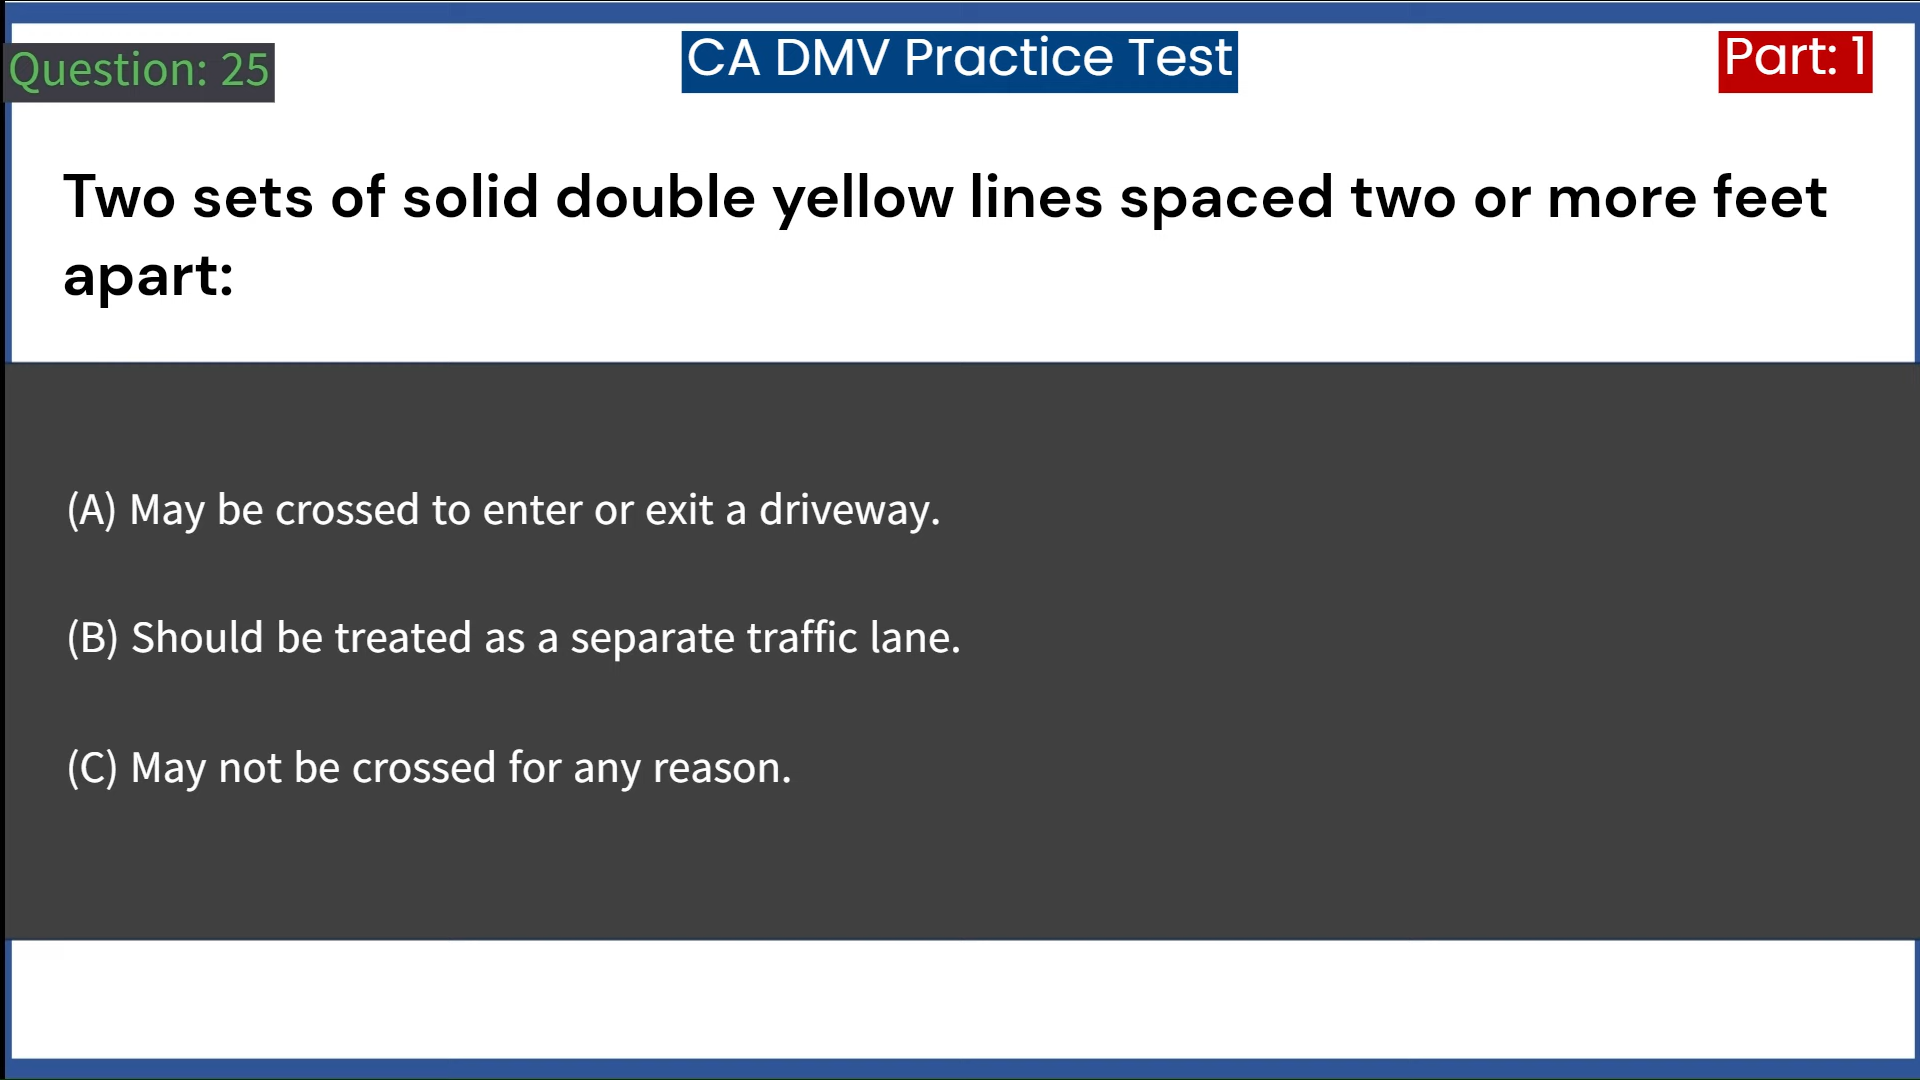 Question: 25
CA DMV Practice Test
Part: 1
Two sets of solid double yellow lines spaced two or more feet
apart:
(A) May be crossed to enter or exit a driveway.
(B) Should be treated as a separate traffic lane.
(C) May not be crossed for any reason.